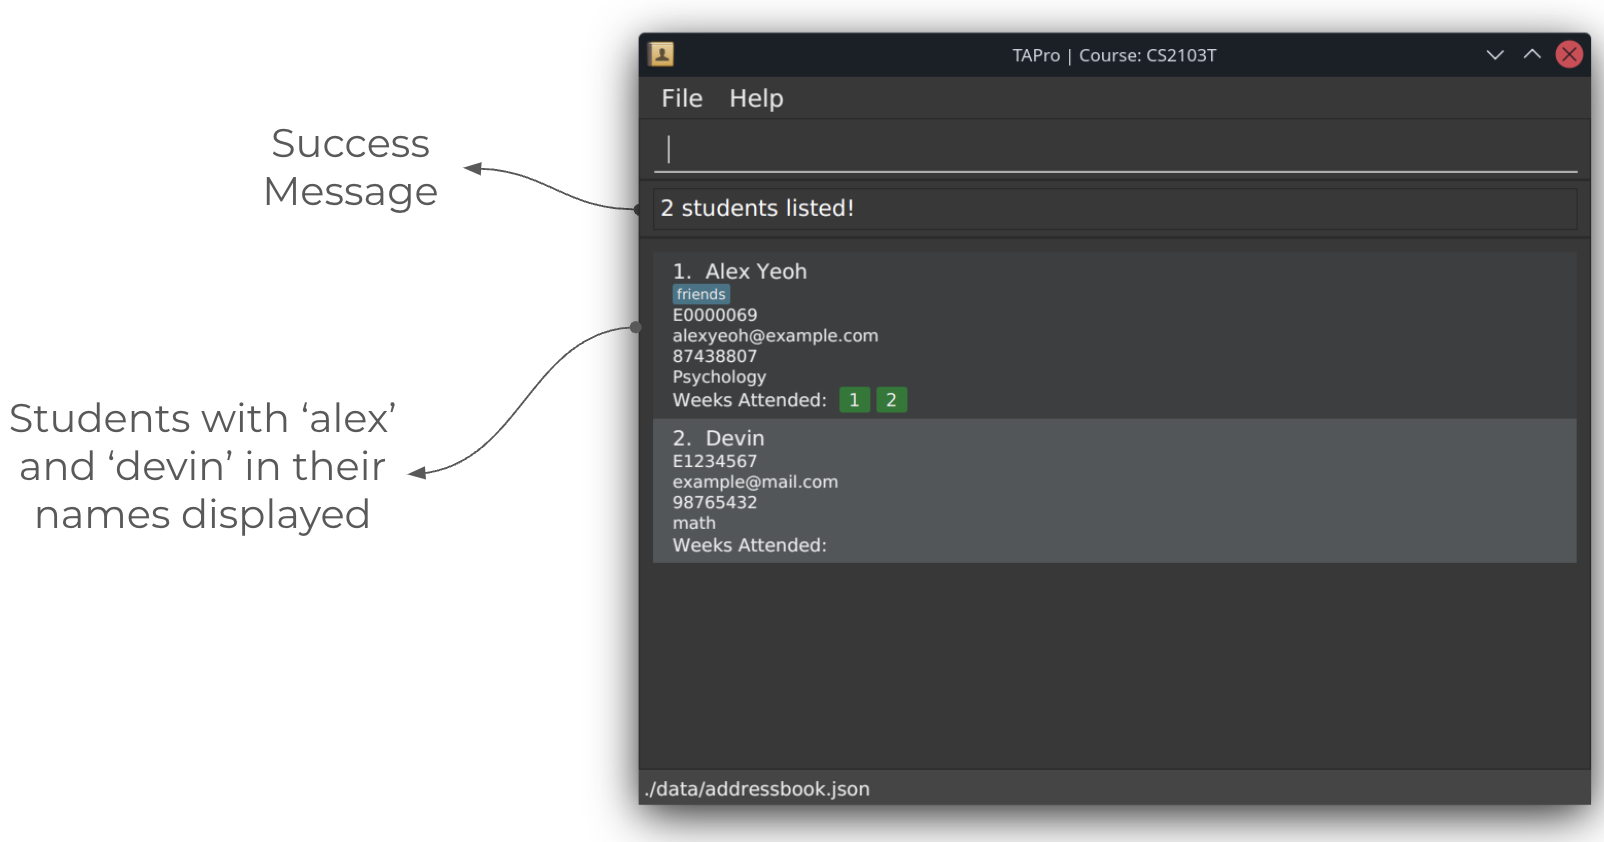 Success
Message
Students with ‘alex’
and ‘devin’ in their
names displayed
TAPro | Course: CS2103T
File Help
2 students listed!
1. Alex Yeoh
friends
E0000069
alexyeoh@example.com
87438807
Psychology
Weeks Attended: 1 2
2. Devin
E1234567
example@mail.com
98765432
math
Weeks Attended:
./data/addressbook.json